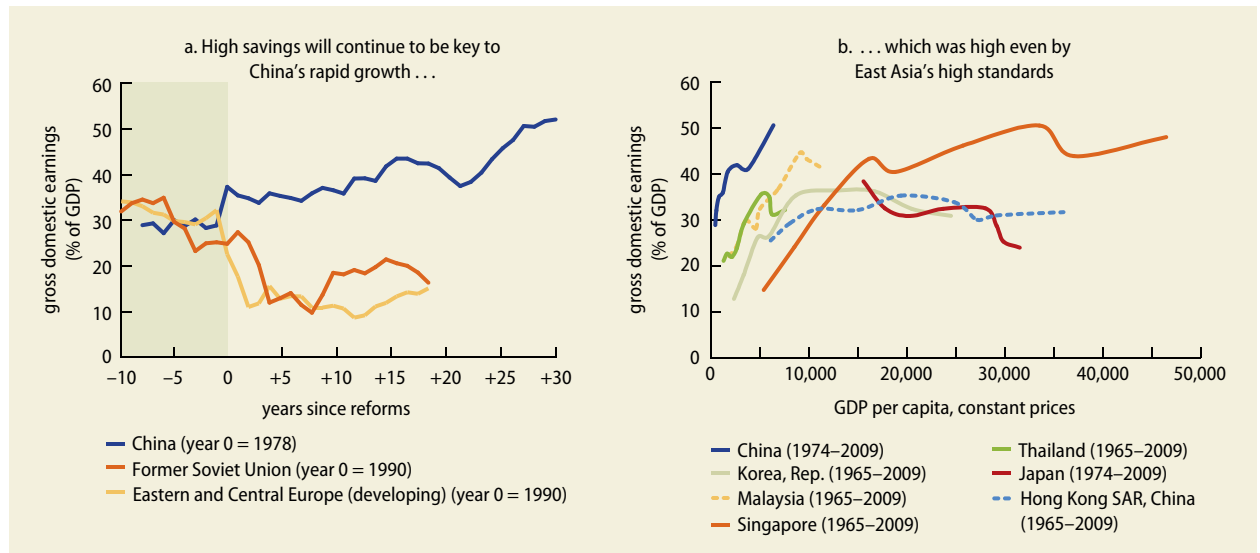 a. High savings will continue to be key to
China's rapid growth . . .
gross domestic earnings
(% of GDP)
60
50
40
30
20
10
0
–10
–5
0
+5
+10
+15
+20
+25
+30
years since reforms
China (year 0 = 1978)
Former Soviet Union (year 0 = 1990)
Eastern and Central Europe (developing) (year 0 = 1990)
b. . . . which was high even by
East Asia's high standards
gross domestic earnings
(% of GDP)
60
50
40
30
20
10
0
0
10,000
20,000
30,000
40,000
50,000
GDP per capita, constant prices
China (1974–2009)
Korea, Rep. (1965–2009)
Malaysia (1965–2009)
Singapore (1965–2009)
Thailand (1965–2009)
Japan (1974–2009)
Hong Kong SAR, China
(1965–2009)